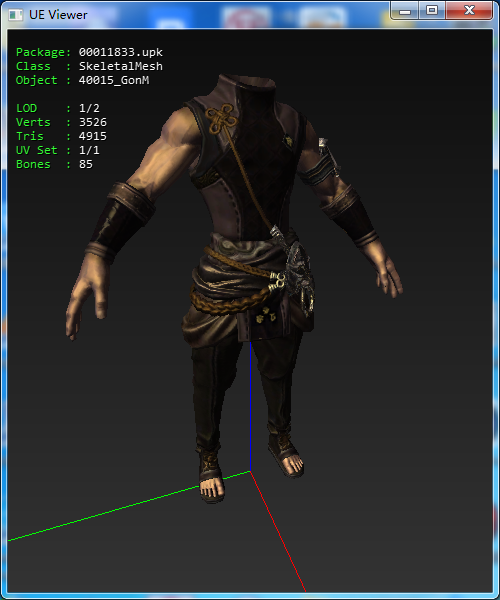 UE Viewer
Package: 00011833.upk
Class : SkeletalMesh
Object : 40015_GonM
LOD : 1/2
Verts : 3526
Tris : 4915
UV Set : 1/1
Bones : 85